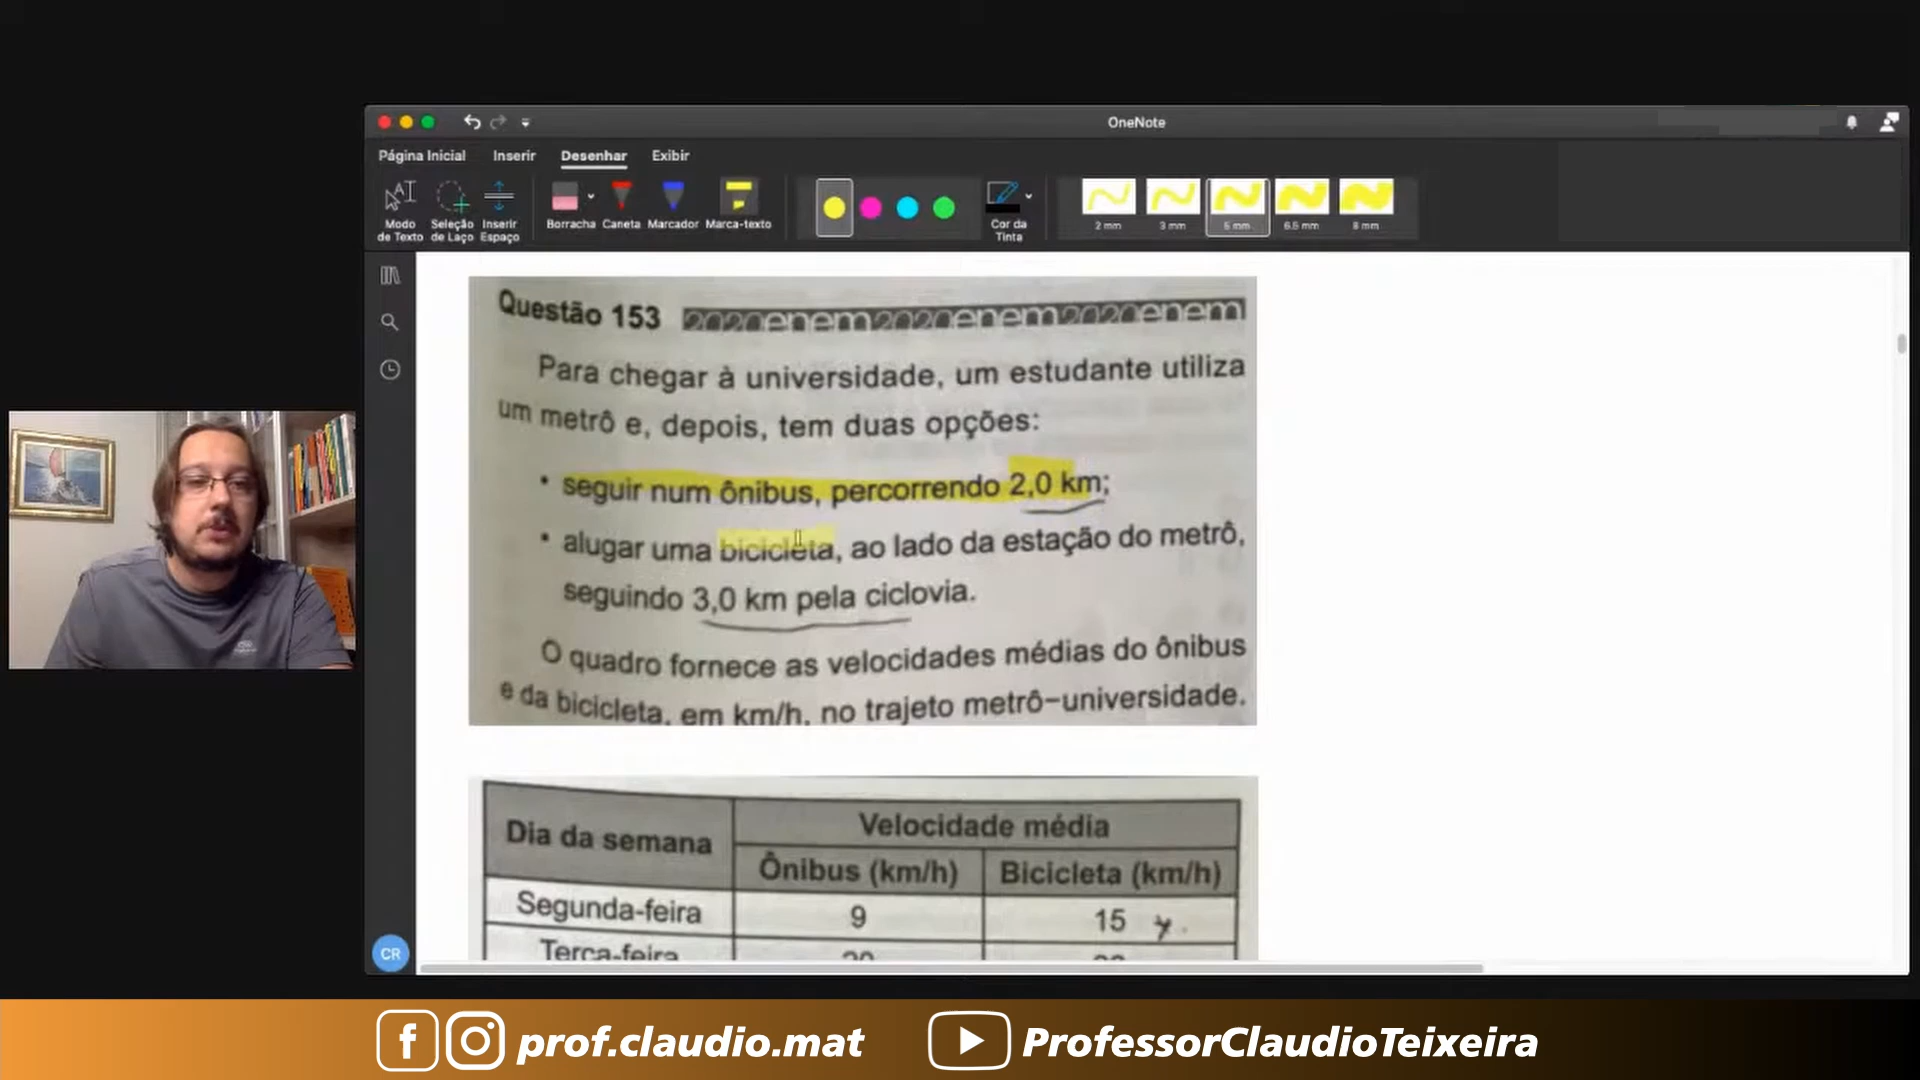 OneNote
Página Inicial Inserir Desenhar Exibir
Modo de Texto
Seleção de Laço
Inserir Espaço
Borracha
Caneta
Marcador
Marca-texto
Cor da Tinta
2 mm
3 mm
5 mm
6.5 mm
8 mm
Questão 153 2020enem2020enem2020enem
Para chegar à universidade, um estudante utiliza
um metrô e, depois, tem duas opções:
• seguir num ônibus, percorrendo 2,0 km;
• alugar uma bicicleta, ao lado da estação do metrô,
seguindo 3,0 km pela ciclovia.
O quadro fornece as velocidades médias do ônibus
e da bicicleta, em km/h, no trajeto metrô–universidade.
Dia da semana
Velocidade média
Ônibus (km/h) Bicicleta (km/h)
Segunda-feira 9 15
Terça-feira 20
CR
prof.claudio.mat
ProfessorClaudioTeixeira